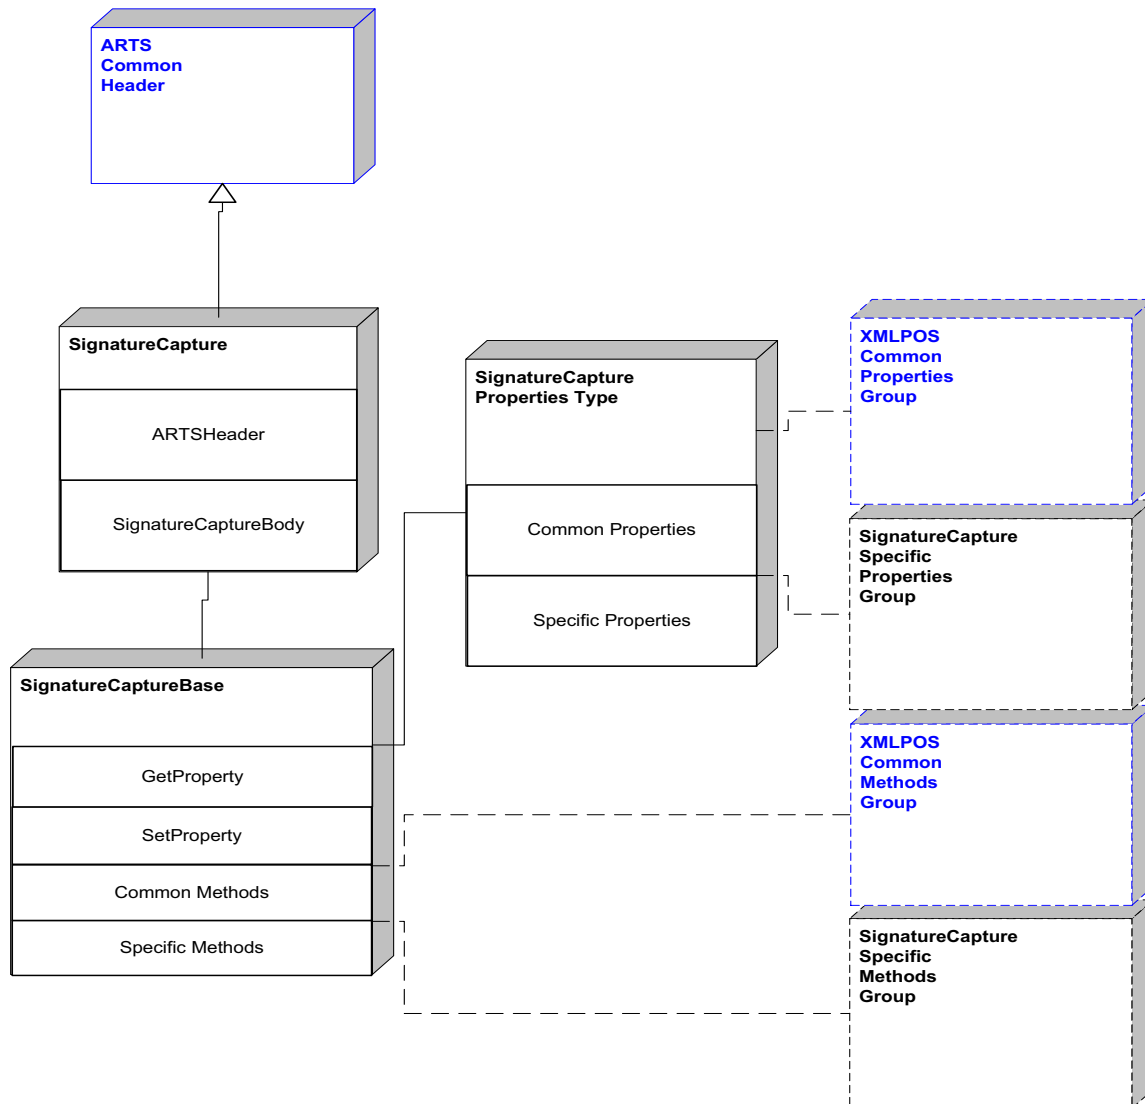 ARTS
Common
Header
SignatureCapture
ARTSHeader
SignatureCaptureBody
SignatureCaptureBase
GetProperty
SetProperty
Common Methods
Specific Methods
SignatureCapture
Properties Type
Common Properties
Specific Properties
XMLPOS
Common
Properties
Group
SignatureCapture
Specific
Properties
Group
XMLPOS
Common
Methods
Group
SignatureCapture
Specific
Methods
Group